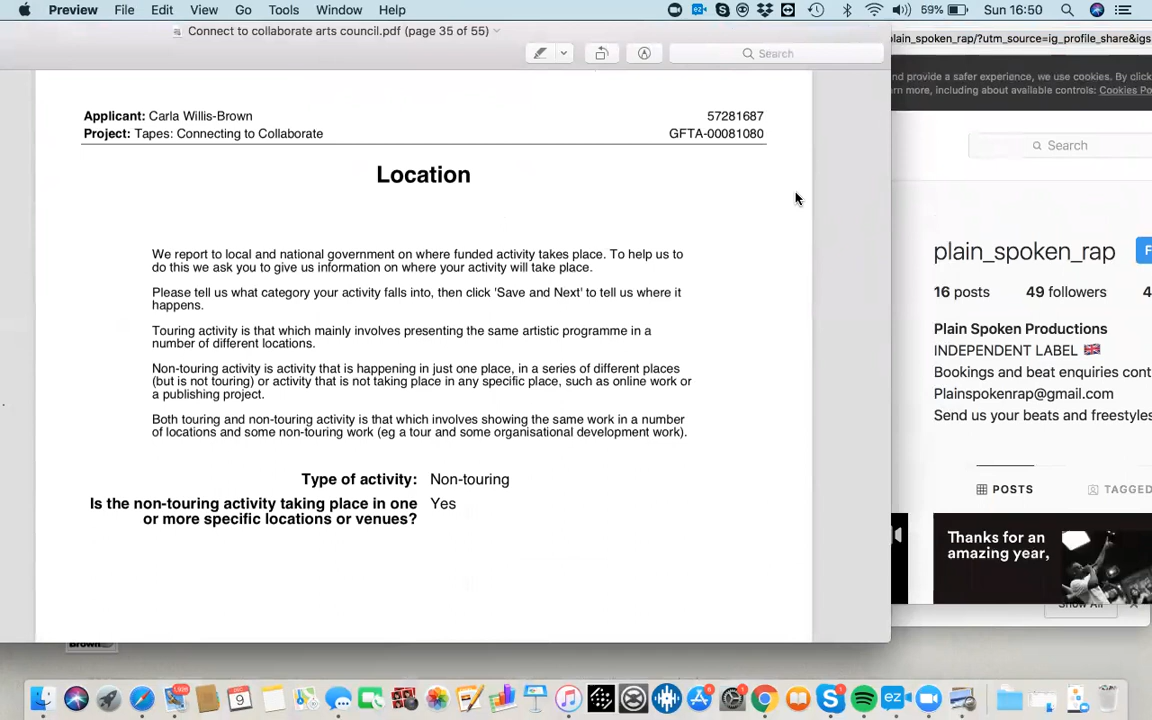 Preview File Edit View Go Tools Window Help 59% Sun 16:50
Connect to collaborate arts council.pdf (page 35 of 55)
Search
Applicant: Carla Willis-Brown 57281687
Project: Tapes: Connecting to Collaborate GFTA-00081080
Location
We report to local and national government on where funded activity takes place. To help us to
do this we ask you to give us information on where your activity will take place.
Please tell us what category your activity falls into, then click 'Save and Next' to tell us where it
happens.
Touring activity is that which mainly involves presenting the same artistic programme in a
number of different locations.
Non-touring activity is activity that is happening in just one place, in a series of different places
(but is not touring) or activity that is not taking place in any specific place, such as online work or
a publishing project.
Both touring and non-touring activity is that which involves showing the same work in a number
of locations and some non-touring work (eg a tour and some organisational development work).
Type of activity: Non-touring
Is the non-touring activity taking place in one Yes
or more specific locations or venues?
plain_spoken_rap/?utm_source=ig_profile_share&igs
nd provide a safer experience, we use cookies. By click
rn more, including about available controls: Cookies Po
Search
plain_spoken_rap
F
16 posts 49 followers 4
Plain Spoken Productions
INDEPENDENT LABEL 🇬🇧
Bookings and beat enquiries cont
Plainspokenrap@gmail.com
Send us your beats and freestyles
POSTS TAGGED
Thanks for an
amazing year,
Show All
Brown
9
ez